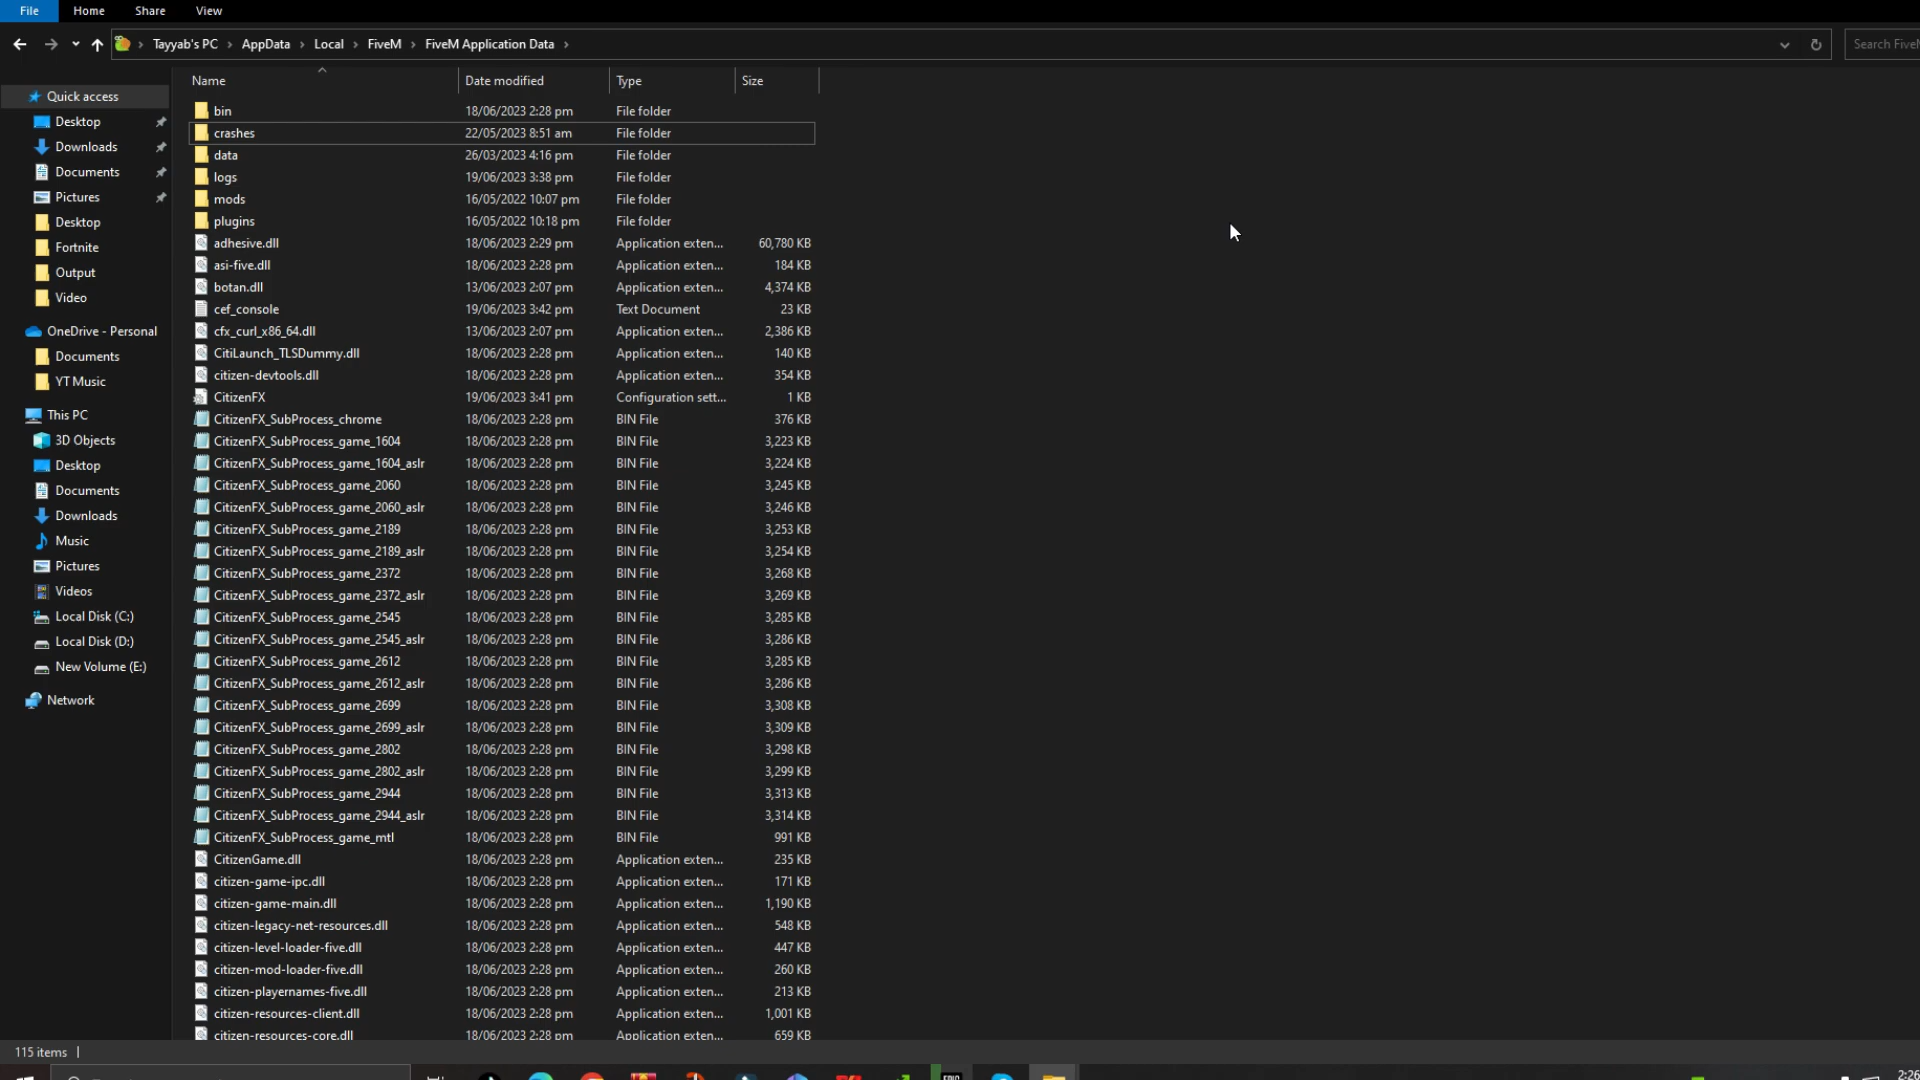 File Home Share View
Tayyab's PC > AppData > Local > FiveM > FiveM Application Data >
Search Five
Name Date modified Type Size
Quick access
Desktop
Downloads
Documents
Pictures
Desktop
Fortnite
Output
Video
OneDrive - Personal
Documents
YT Music
This PC
3D Objects
Desktop
Documents
Downloads
Music
Pictures
Videos
Local Disk (C:)
Local Disk (D:)
New Volume (E:)
Network
bin 18/06/2023 2:28 pm File folder
crashes 22/05/2023 8:51 am File folder
data 26/03/2023 4:16 pm File folder
logs 19/06/2023 3:38 pm File folder
mods 16/05/2022 10:07 pm File folder
plugins 16/05/2022 10:18 pm File folder
adhesive.dll 18/06/2023 2:29 pm Application exten... 60,780 KB
asi-five.dll 18/06/2023 2:28 pm Application exten... 184 KB
botan.dll 13/06/2023 2:07 pm Application exten... 4,374 KB
cef_console 19/06/2023 3:42 pm Text Document 23 KB
cfx_curl_x86_64.dll 13/06/2023 2:07 pm Application exten... 2,386 KB
CitiLaunch_TLSDummy.dll 18/06/2023 2:28 pm Application exten... 140 KB
citizen-devtools.dll 18/06/2023 2:28 pm Application exten... 354 KB
CitizenFX 19/06/2023 3:41 pm Configuration sett... 1 KB
CitizenFX_SubProcess_chrome 18/06/2023 2:28 pm BIN File 376 KB
CitizenFX_SubProcess_game_1604 18/06/2023 2:28 pm BIN File 3,223 KB
CitizenFX_SubProcess_game_1604_aslr 18/06/2023 2:28 pm BIN File 3,224 KB
CitizenFX_SubProcess_game_2060 18/06/2023 2:28 pm BIN File 3,245 KB
CitizenFX_SubProcess_game_2060_aslr 18/06/2023 2:28 pm BIN File 3,246 KB
CitizenFX_SubProcess_game_2189 18/06/2023 2:28 pm BIN File 3,253 KB
CitizenFX_SubProcess_game_2189_aslr 18/06/2023 2:28 pm BIN File 3,254 KB
CitizenFX_SubProcess_game_2372 18/06/2023 2:28 pm BIN File 3,268 KB
CitizenFX_SubProcess_game_2372_aslr 18/06/2023 2:28 pm BIN File 3,269 KB
CitizenFX_SubProcess_game_2545 18/06/2023 2:28 pm BIN File 3,285 KB
CitizenFX_SubProcess_game_2545_aslr 18/06/2023 2:28 pm BIN File 3,286 KB
CitizenFX_SubProcess_game_2612 18/06/2023 2:28 pm BIN File 3,285 KB
CitizenFX_SubProcess_game_2612_aslr 18/06/2023 2:28 pm BIN File 3,286 KB
CitizenFX_SubProcess_game_2699 18/06/2023 2:28 pm BIN File 3,308 KB
CitizenFX_SubProcess_game_2699_aslr 18/06/2023 2:28 pm BIN File 3,309 KB
CitizenFX_SubProcess_game_2802 18/06/2023 2:28 pm BIN File 3,298 KB
CitizenFX_SubProcess_game_2802_aslr 18/06/2023 2:28 pm BIN File 3,299 KB
CitizenFX_SubProcess_game_2944 18/06/2023 2:28 pm BIN File 3,313 KB
CitizenFX_SubProcess_game_2944_aslr 18/06/2023 2:28 pm BIN File 3,314 KB
CitizenFX_SubProcess_game_mtl 18/06/2023 2:28 pm BIN File 991 KB
CitizenGame.dll 18/06/2023 2:28 pm Application exten... 235 KB
citizen-game-ipc.dll 18/06/2023 2:28 pm Application exten... 171 KB
citizen-game-main.dll 18/06/2023 2:28 pm Application exten... 1,190 KB
citizen-legacy-net-resources.dll 18/06/2023 2:28 pm Application exten... 548 KB
citizen-level-loader-five.dll 18/06/2023 2:28 pm Application exten... 447 KB
citizen-mod-loader-five.dll 18/06/2023 2:28 pm Application exten... 260 KB
citizen-playernames-five.dll 18/06/2023 2:28 pm Application exten... 213 KB
citizen-resources-client.dll 18/06/2023 2:28 pm Application exten... 1,001 KB
citizen-resources-core.dll 18/06/2023 2:28 pm Application exten... 659 KB
115 items
EPIC
2:26